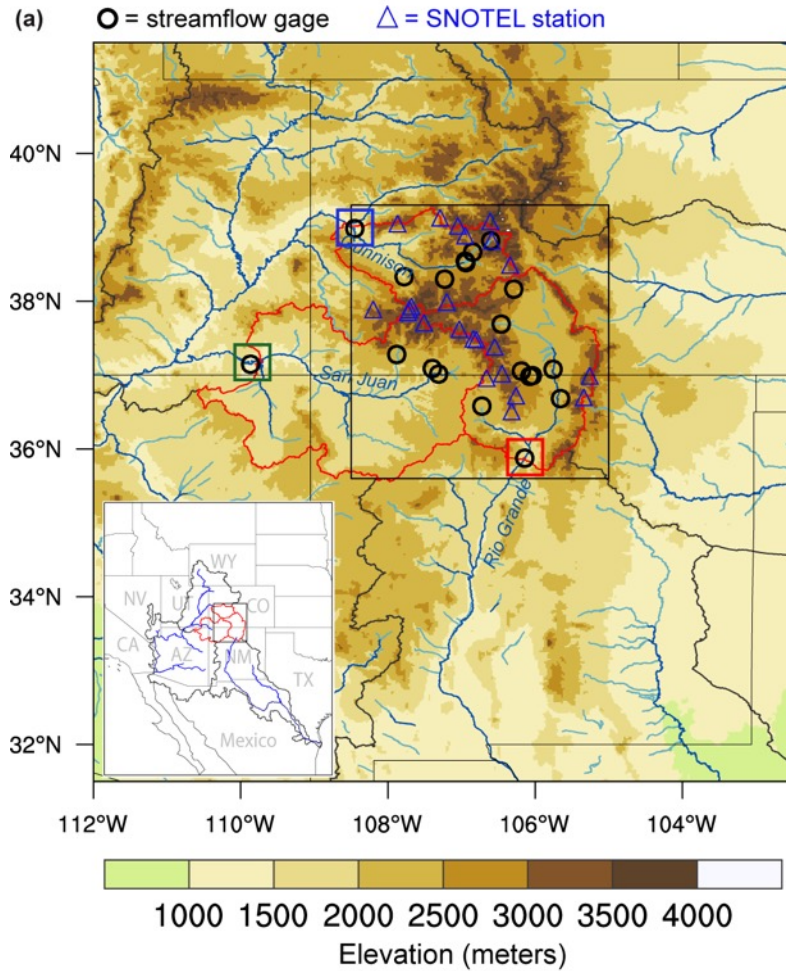 (a) O = streamflow gage △ = SNOTEL station
40°N
38°N
36°N
34°N
32°N
Gunnison
San Juan
Rio Grande
WY
NV UT CO
CA AZ NM
TX
Mexico
112°W 110°W 108°W 106°W 104°W
1000 1500 2000 2500 3000 3500 4000
Elevation (meters)